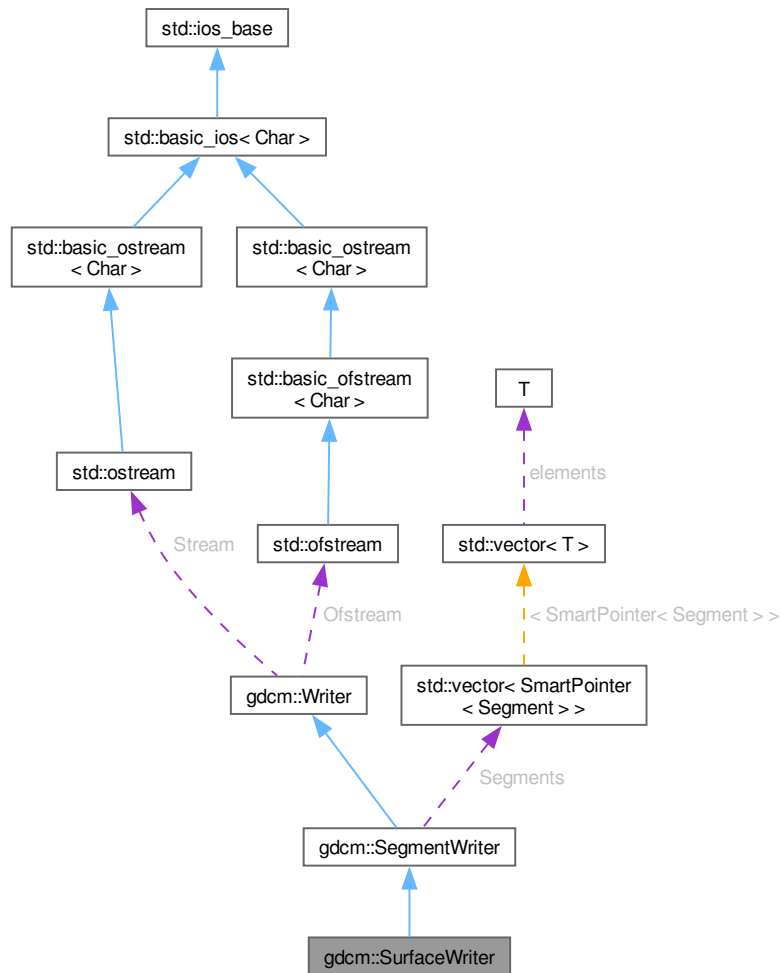 std::ios_base
std::basic_ios< Char >
std::basic_ostream
< Char >
std::basic_ostream
< Char >
std::basic_ofstream
< Char >
T
std::ostream
elements
Stream
std::ofstream
std::vector< T >
Ofstream
< SmartPointer< Segment > >
gdcm::Writer
std::vector< SmartPointer
< Segment > >
Segments
gdcm::SegmentWriter
gdcm::SurfaceWriter